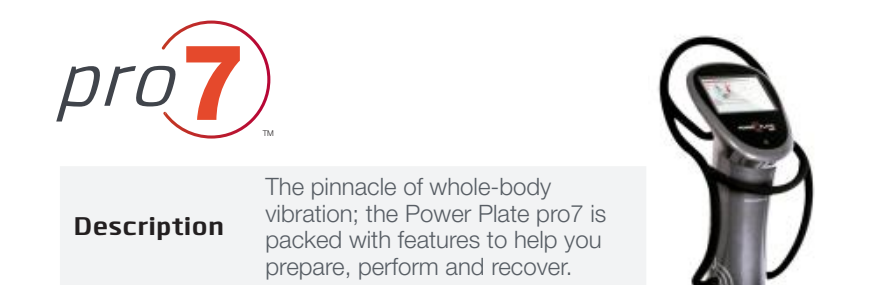 pro7
TM
Description
The pinnacle of whole-body
vibration; the Power Plate pro7 is
packed with features to help you
prepare, perform and recover.